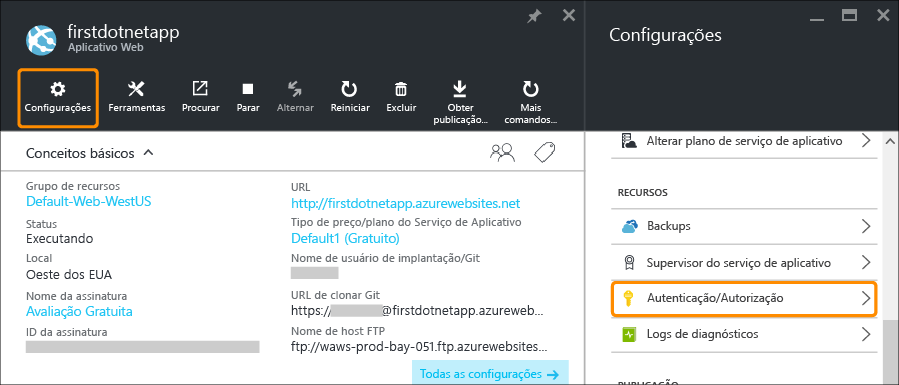 firstdotnetapp
Aplicativo Web
Configurações
Ferramentas
Procurar
Parar
Alternar
Reiniciar
Excluir
Obter
publicação...
Mais
comandos...
Conceitos básicos
Grupo de recursos
Default-Web-WestUS
Status
Executando
Local
Oeste dos EUA
Nome da assinatura
Avaliação Gratuita
ID da assinatura
URL
http://firstdotnetapp.azurewebsites.net
Tipo de preço/plano do Serviço de Aplicativo
Default1 (Gratuito)
Nome de usuário de implantação/Git
URL de clonar Git
https:/ @firstdotnetapp.azureweb...
Nome de host FTP
ftp://waws-prod-bay-051.ftp.azurewebsites...
Todas as configurações →
Configurações
Alterar plano de serviço de aplicativo
RECURSOS
Backups
Supervisor do serviço de aplicativo
Autenticação/Autorização
Logs de diagnósticos
PUBLICAÇÃO